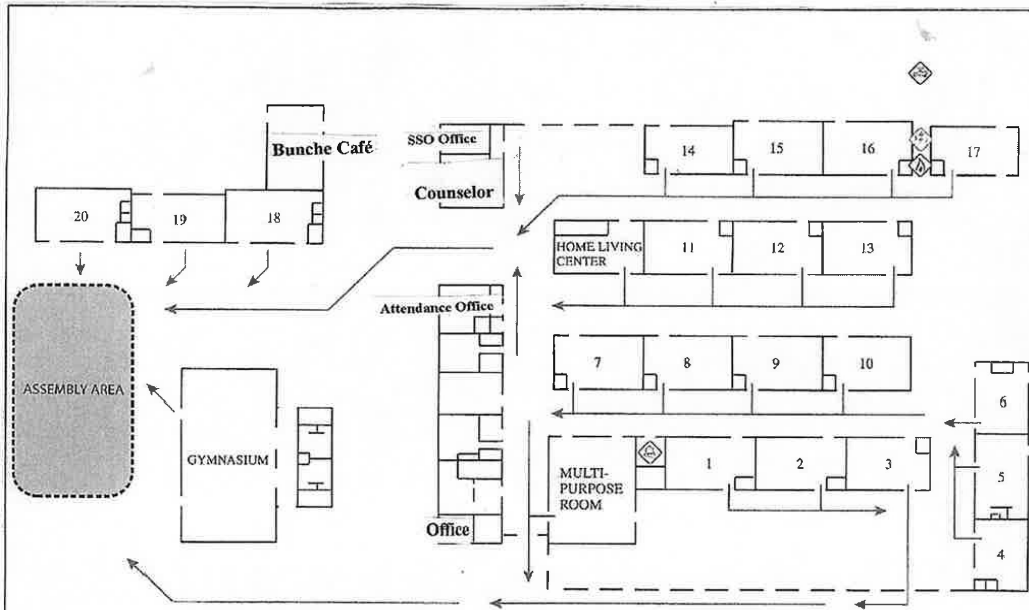 Bunche Café
SSO Office
Counselor
14
15
16
17
20
19
18
HOME LIVING
CENTER
11
12
13
Attendance Office
ASSEMBLY AREA
7
8
9
10
6
GYMNASIUM
MULTI-
PURPOSE
ROOM
1
2
3
5
Office
4